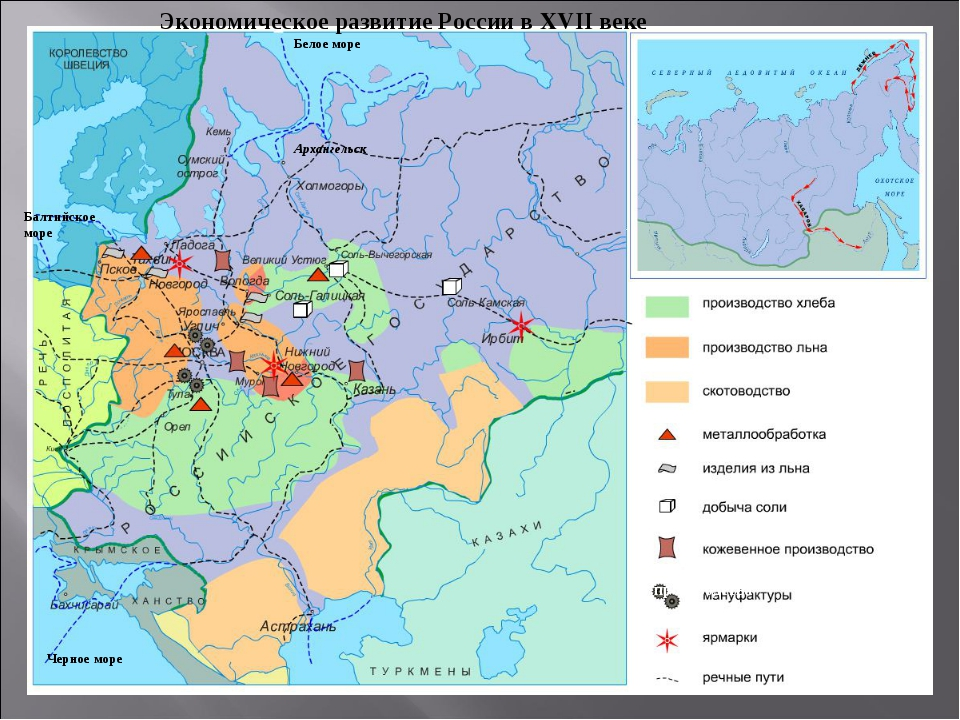 Экономическое развитие России в XVII веке
Белое море
КОРОЛЕВСТВО
ШВЕЦИЯ
Кемь
Сумский
острог
Архангельск
Холмогоры
Балтийское
море
Ладога
Тихвин
Псков
Новгород
Великий Устюг
Соль-Вычегорская
Вологда
Соль-Галицкая
Соль-Камская
Ярославль
Углич
Ирбит
МОСКВА
Нижний
Новгород
Муром
Казань
Тула
Орел
РЕЧЬ
ПОСПОЛИТАЯ
РОССИЙСКОЕ ГОСУДАРСТВО
КАЗАХИ
КРЫМСКОЕ
ХАНСТВО
Бахчисарай
Астрахань
Черное море
ТУРКМЕНЫ
СЕВЕРНЫЙ ЛЕДОВИТЫЙ ОКЕАН
ДЕЖНЕВ
ОХОТСКОЕ
МОРЕ
ХАБАРОВ
производство хлеба
производство льна
скотоводство
металлообработка
изделия из льна
добыча соли
кожевенное производство
мануфактуры
ярмарки
речные пути